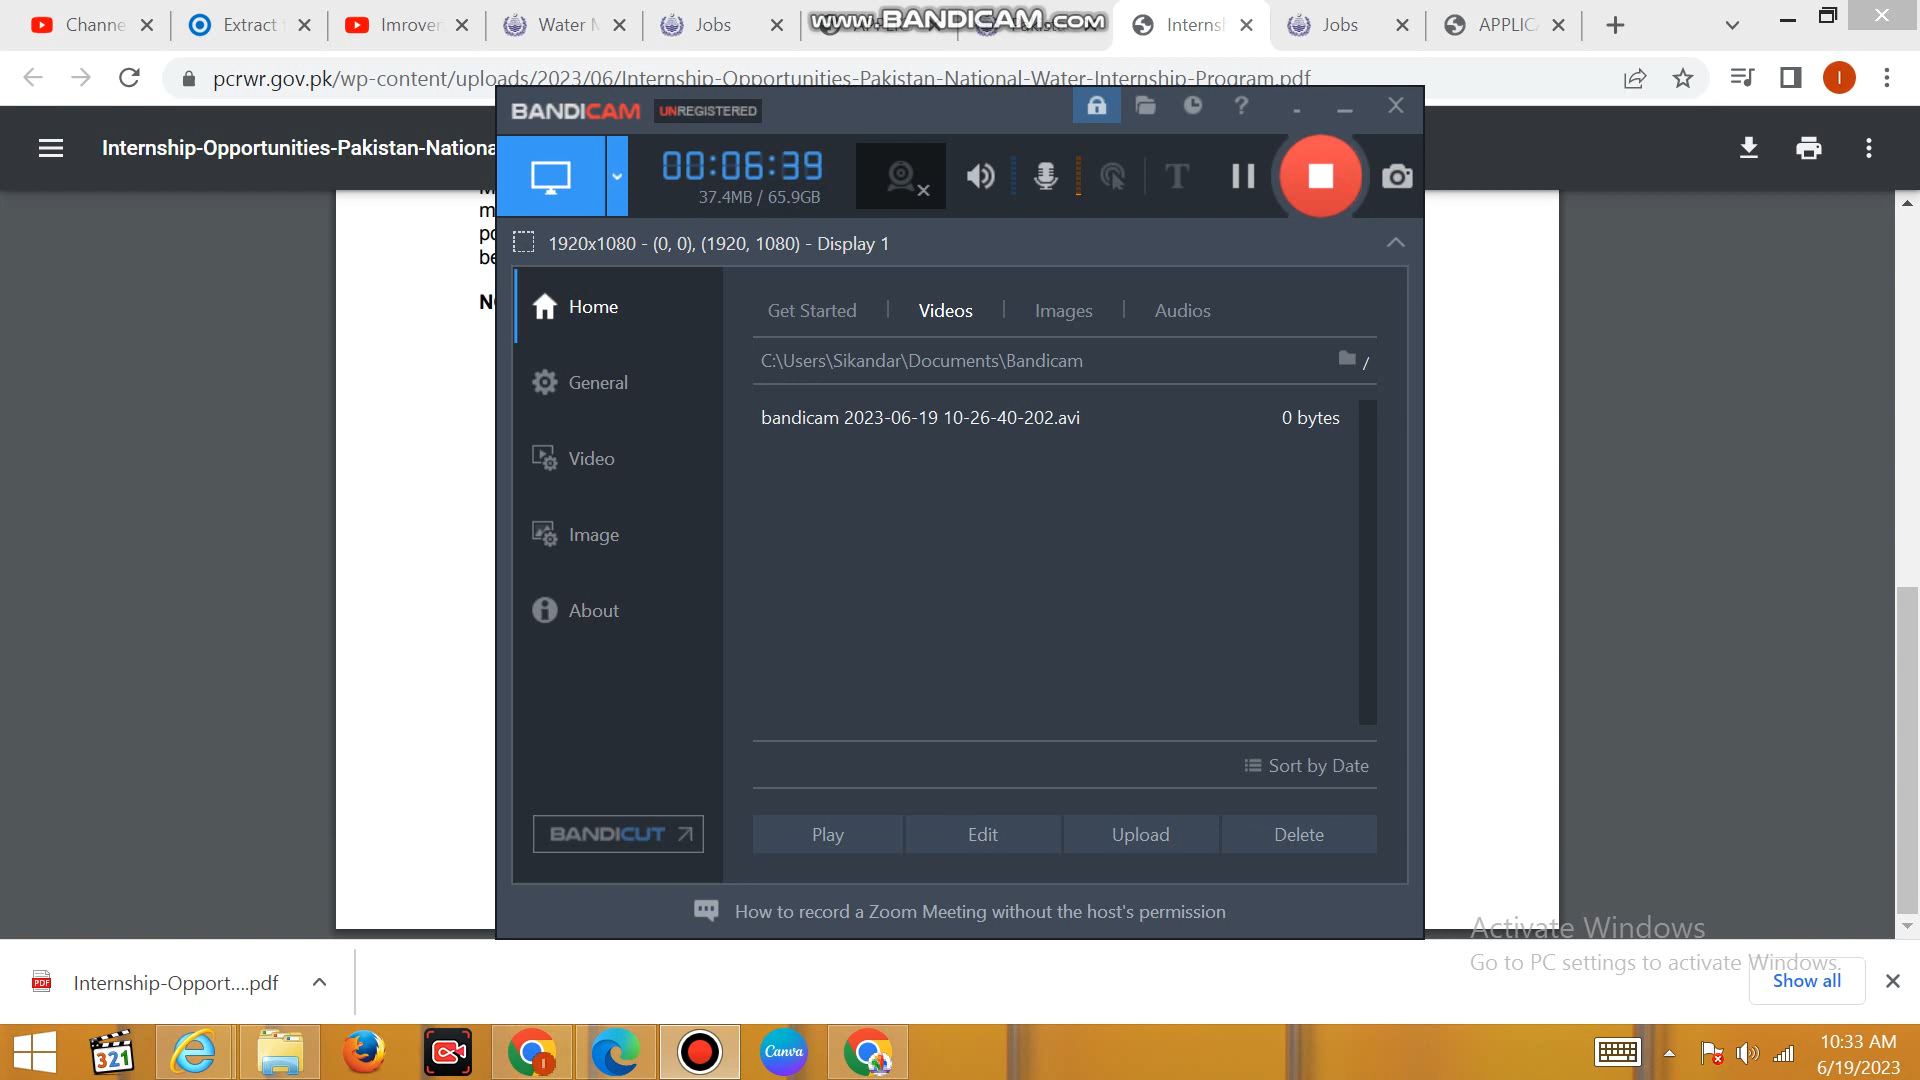 Channe
Extract
Imrover
Water M
Jobs
www.BANDICAM.com
Internsh
Jobs
APPLIC
pcrwr.gov.pk/wp-content/uploads/2023/06/Internship-Opportunities-Pakistan-National-Water-Internship-Program.pdf
I
Internship-Opportunities-Pakistan-Nationa
BANDICAM
UNREGISTERED
00:06:39
37.4MB / 65.9GB
T
1920x1080 - (0, 0), (1920, 1080) - Display 1
Home
General
Video
Image
About
Get Started
Videos
Images
Audios
C:\Users\Sikandar\Documents\Bandicam
/
bandicam 2023-06-19 10-26-40-202.avi
0 bytes
Sort by Date
BANDICUT
Play
Edit
Upload
Delete
How to record a Zoom Meeting without the host's permission
Activate Windows
Go to PC settings to activate Windows.
Internship-Opport....pdf
Show all
321
Canva
10:33 AM
6/19/2023